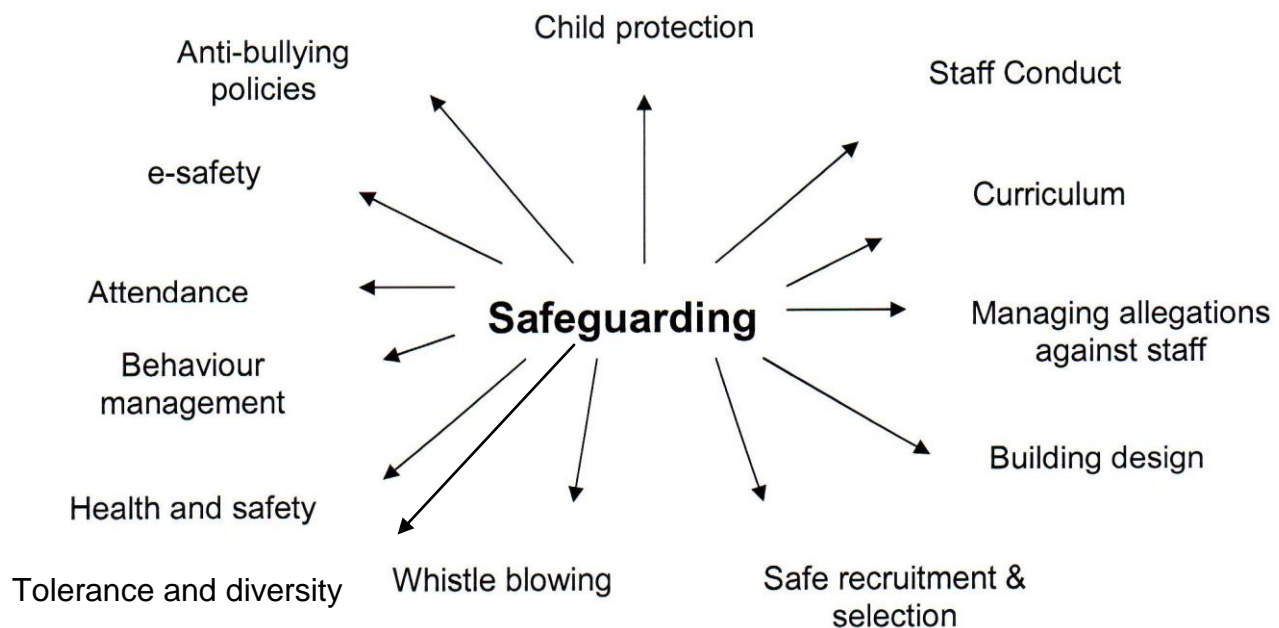 Child protection
Anti-bullying
policies
Staff Conduct
e-safety
Curriculum
Attendance
Safeguarding
Managing allegations
against staff
Behaviour
management
Building design
Health and safety
Tolerance and diversity
Whistle blowing
Safe recruitment &
selection